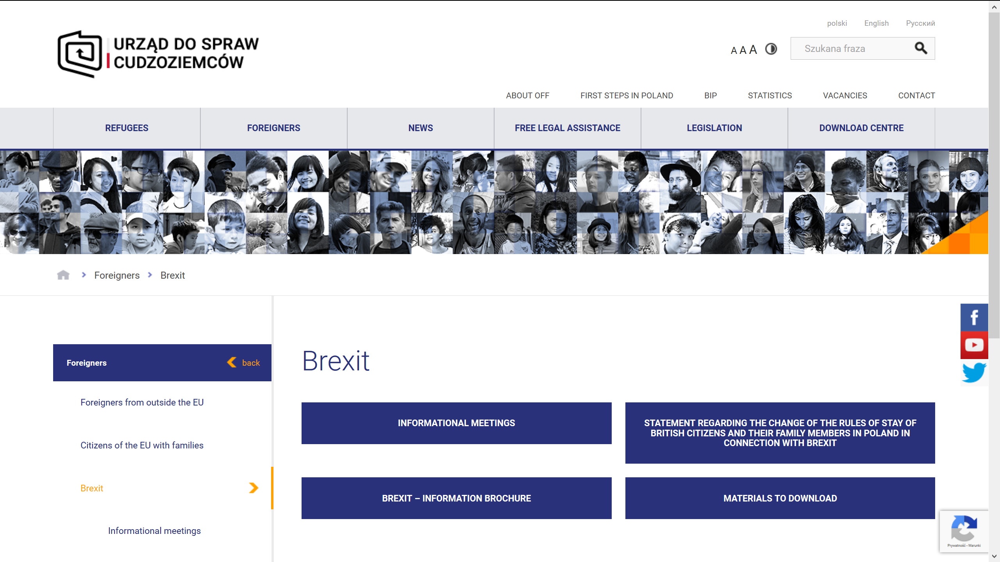 polski English Русский
URZĄD DO SPRAW
CUDZOZIEMCÓW
A A A
Szukana fraza
ABOUT OFF FIRST STEPS IN POLAND BIP STATISTICS VACANCIES CONTACT
REFUGEES FOREIGNERS NEWS FREE LEGAL ASSISTANCE LEGISLATION DOWNLOAD CENTRE
Foreigners Brexit
Foreigners back
Foreigners from outside the EU
Citizens of the EU with families
Brexit
Informational meetings
Brexit
INFORMATIONAL MEETINGS
STATEMENT REGARDING THE CHANGE OF THE RULES OF STAY OF
BRITISH CITIZENS AND THEIR FAMILY MEMBERS IN POLAND IN
CONNECTION WITH BREXIT
BREXIT – INFORMATION BROCHURE
MATERIALS TO DOWNLOAD
Prywatność - Warunki